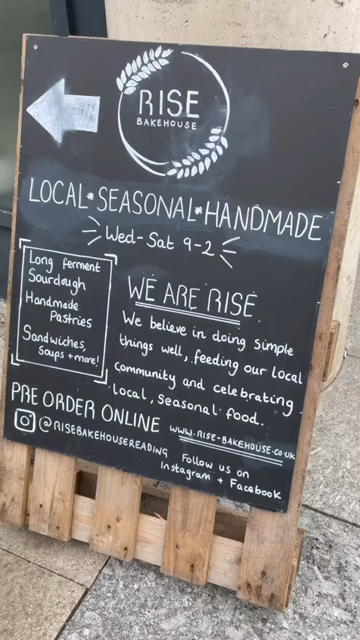 RISE
BAKEHOUSE
LOCAL*SEASONAL*HANDMADE
Wed-Sat 9-2
Long ferment
Sourdough
Handmade
Pastries
Sandwiches,
Soups + more!
WE ARE RISE
We believe in doing simple
things well, feeding our local
community and celebrating
local, seasonal food.
PRE ORDER ONLINE
WWW.RISE-BAKEHOUSE.CO.UK
@RISEBAKEHOUSEREADING
Follow us on
Instagram + Facebook